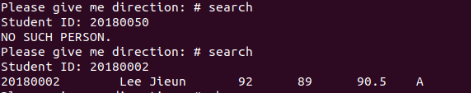 Please give me direction: # search
Student ID: 20180050
NO SUCH PERSON.
Please give me direction: # search
Student ID: 20180002
20180002 Lee Jieun 92 89 90.5 A